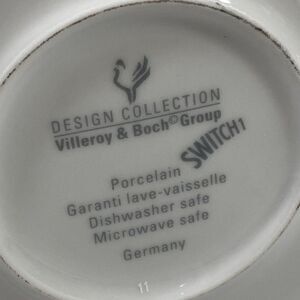 DESIGN COLLECTION
Villeroy & Boch© Group
SWITCH1
Porcelain
Garanti lave-vaisselle
Dishwasher safe
Microwave safe
Germany
11